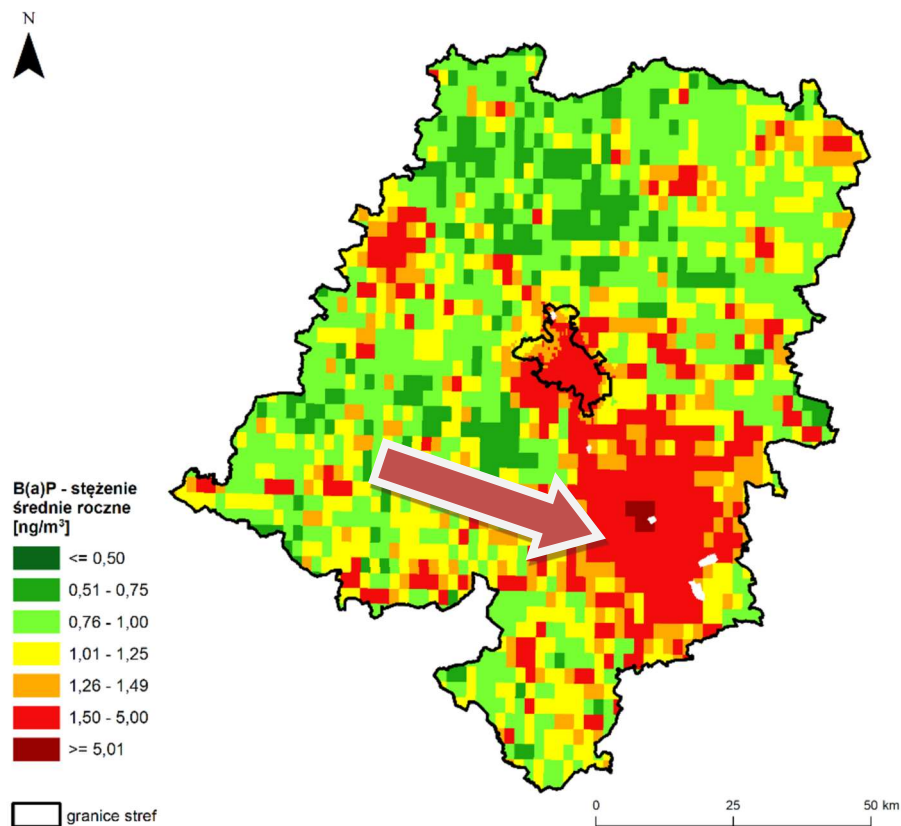 N
B(a)P - stężenie
średnie roczne
[ng/m³]
<= 0,50
0,51 - 0,75
0,76 - 1,00
1,01 - 1,25
1,26 - 1,49
1,50 - 5,00
>= 5,01
granice stref
0 25 50 km